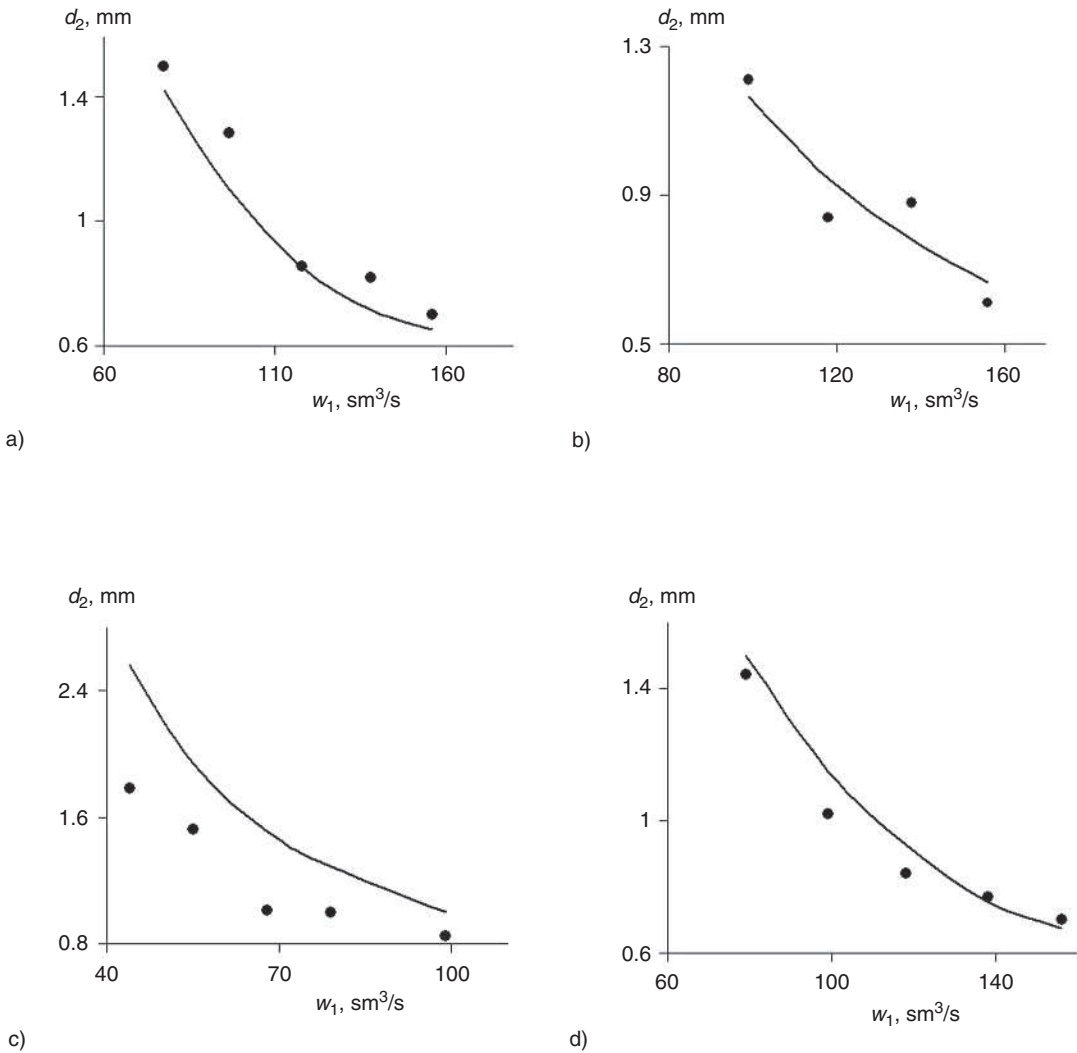 d₂, mm
1.4
1
0.6
60 110 160
w₁, sm³/s
a)
d₂, mm
1.3
0.9
0.5
80 120 160
w₁, sm³/s
b)
d₂, mm
2.4
1.6
0.8
40 70 100
w₁, sm³/s
c)
d₂, mm
1.4
1
0.6
60 100 140
w₁, sm³/s
d)